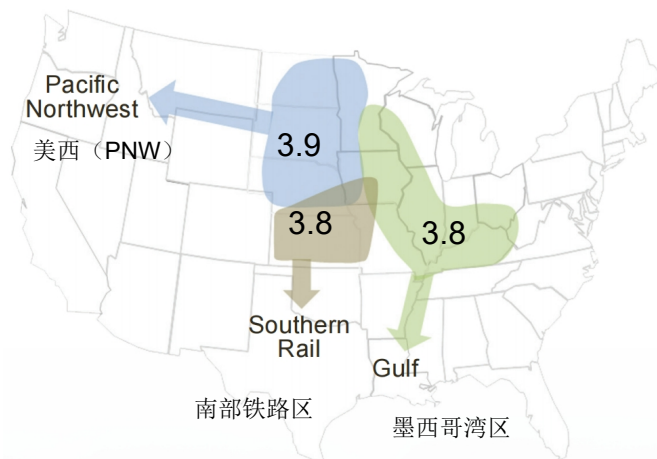 Pacific
Northwest
美西（PNW）
3.9
3.8
3.8
Southern
Rail
Gulf
南部铁路区
墨西哥湾区